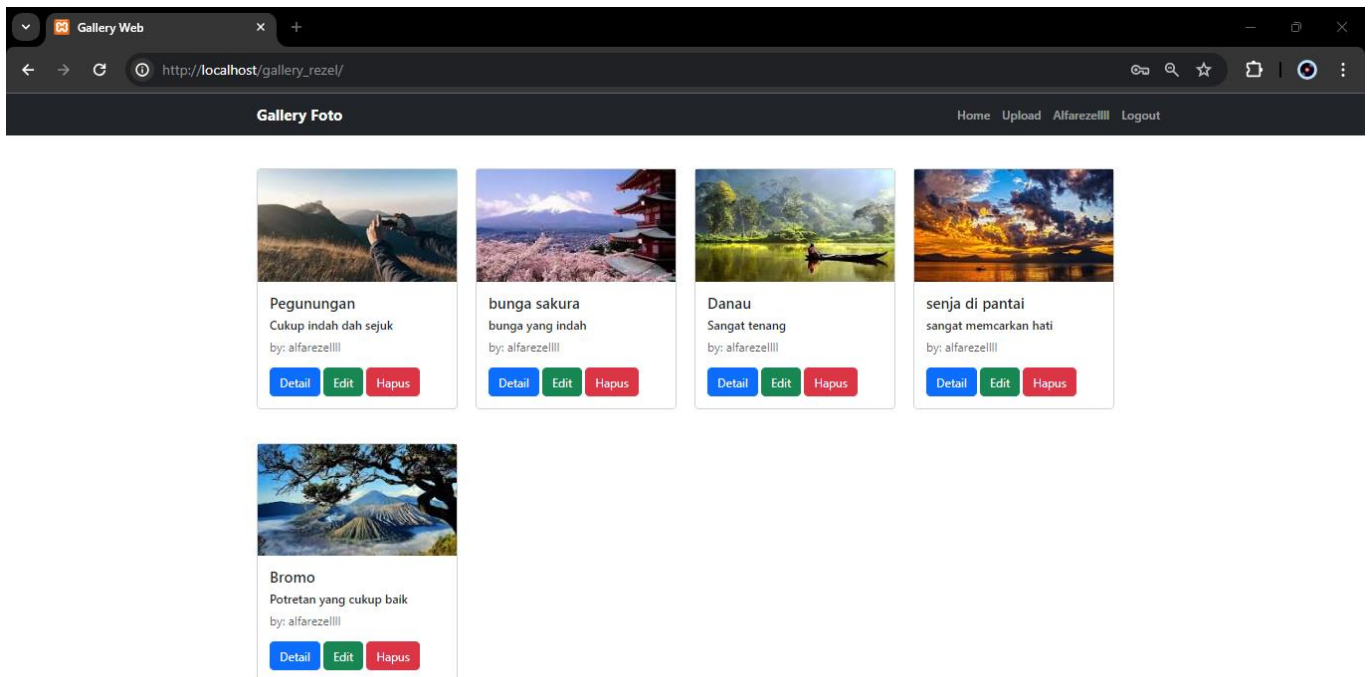 Gallery Web
http://localhost/gallery_rezel/
Gallery Foto
Home Upload Alfarezellll Logout
Pegunungan
Cukup indah dah sejuk
by: alfarezellll
Detail Edit Hapus
bunga sakura
bunga yang indah
by: alfarezellll
Detail Edit Hapus
Danau
Sangat tenang
by: alfarezellll
Detail Edit Hapus
senja di pantai
sangat memcarkan hati
by: alfarezellll
Detail Edit Hapus
Bromo
Potretan yang cukup baik
by: alfarezellll
Detail Edit Hapus